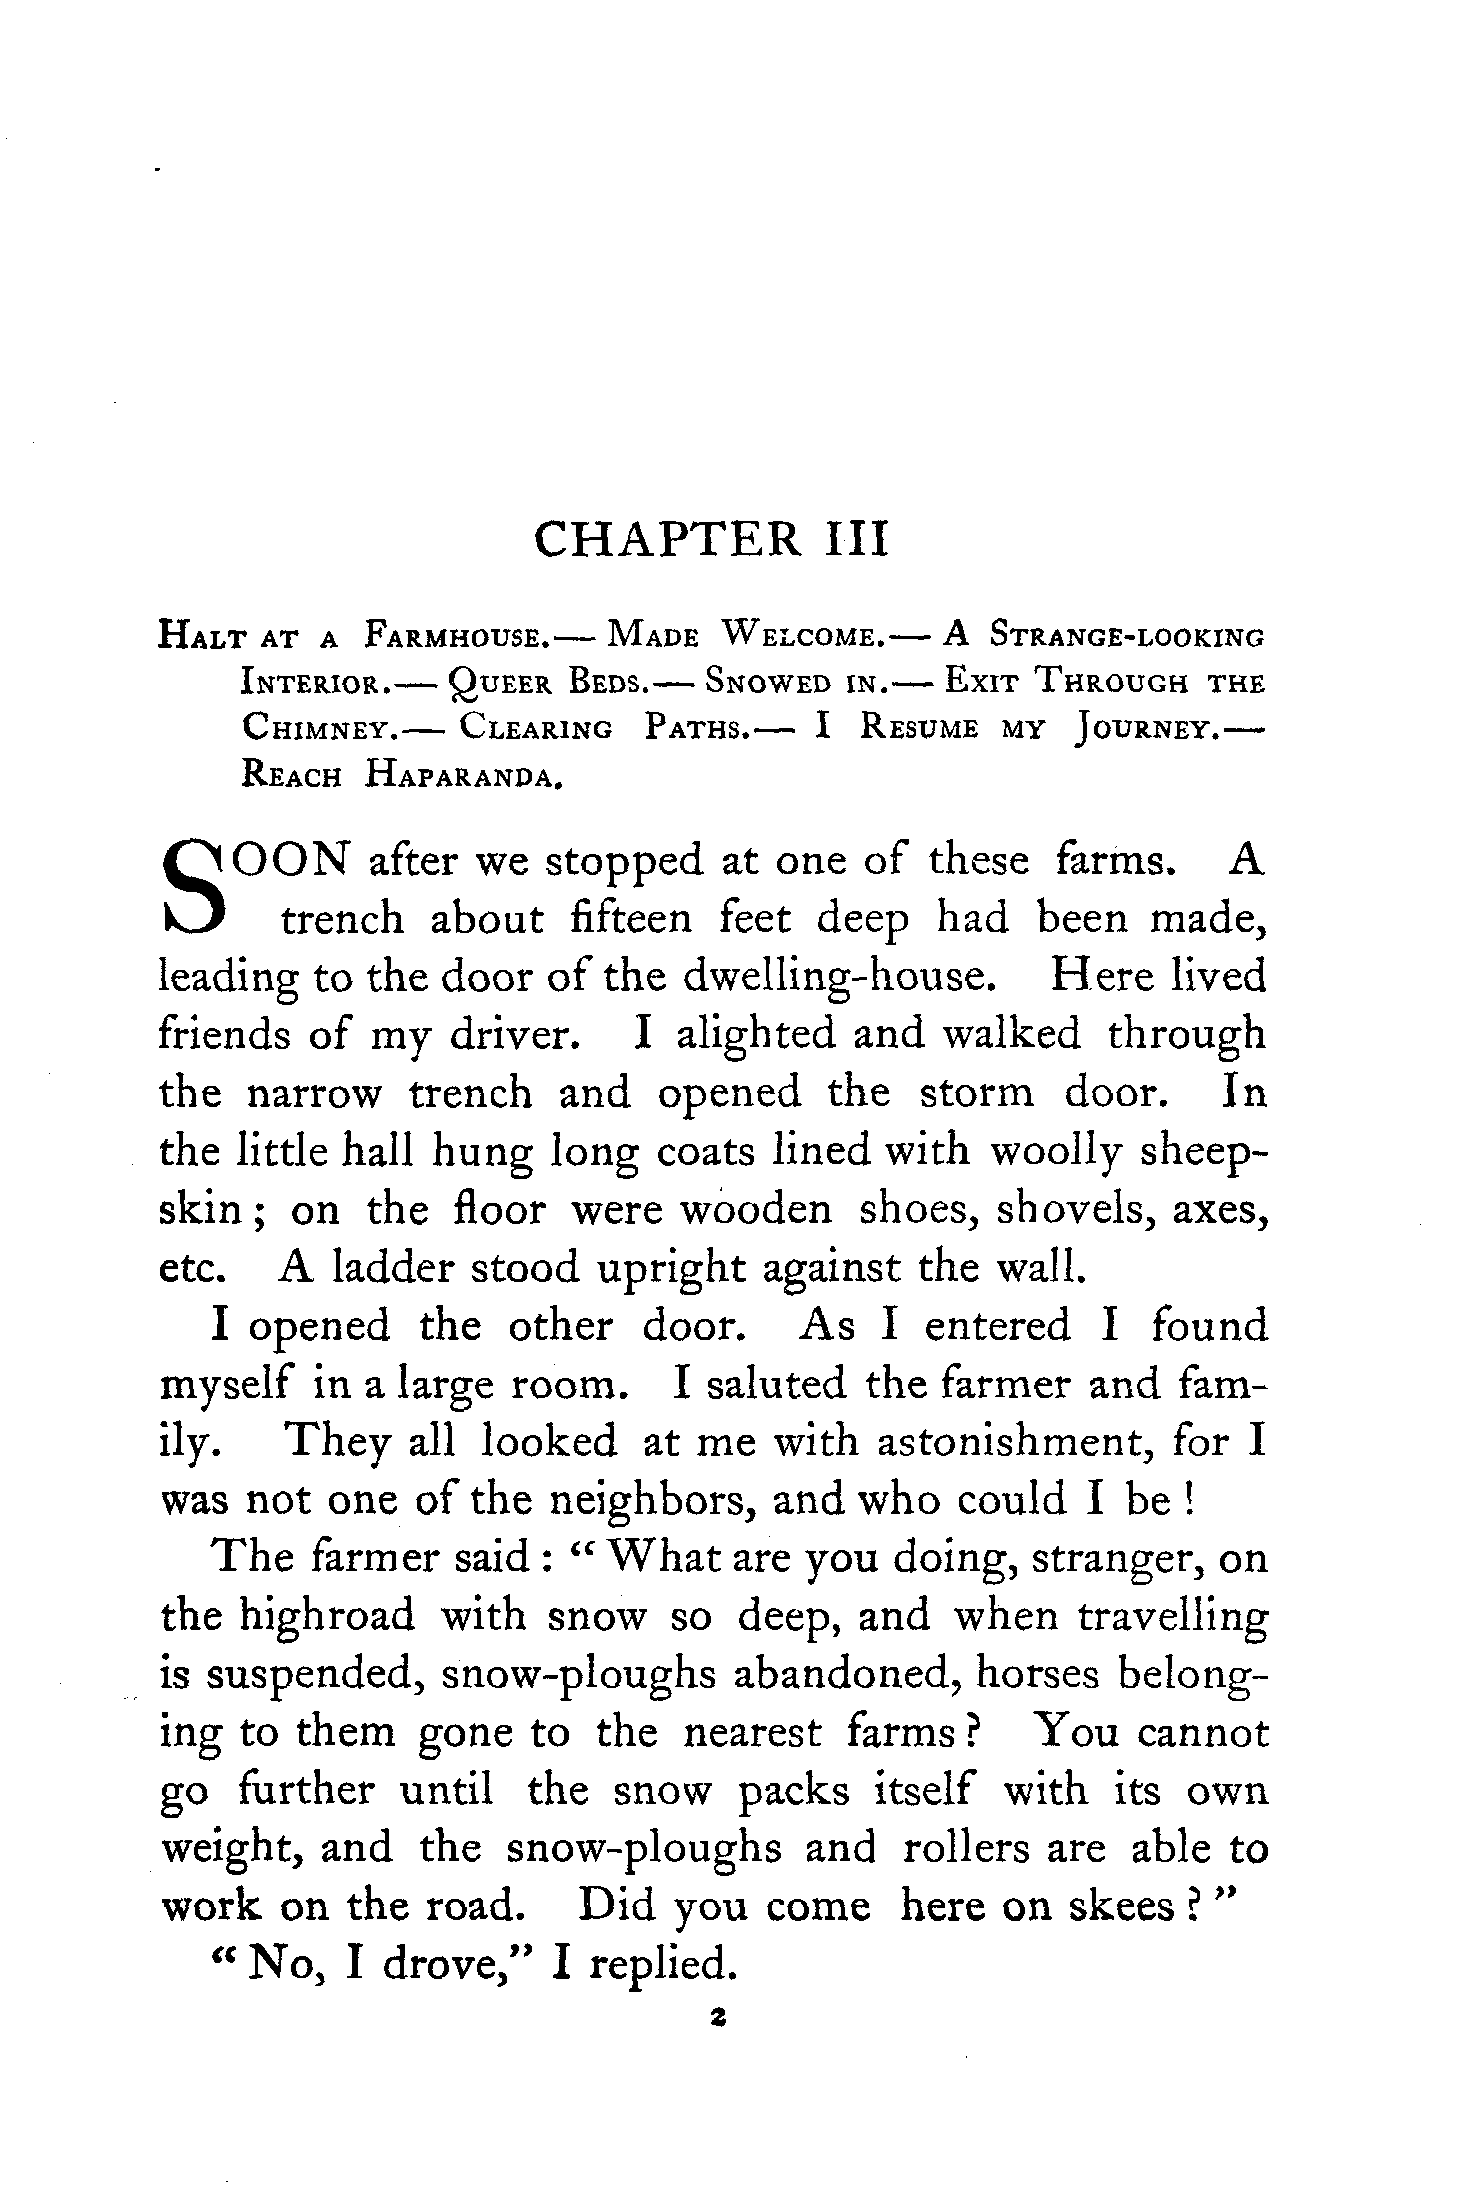 CHAPTER III
Halt at a Farmhouse.— Made Welcome.— A Strange-looking
Interior.— Queer Beds.— Snowed in.— Exit Through the
Chimney.— Clearing Paths.— I Resume my Journey.—
Reach Haparanda.
SOON after we stopped at one of these farms. A
trench about fifteen feet deep had been made,
leading to the door of the dwelling-house. Here lived
friends of my driver. I alighted and walked through
the narrow trench and opened the storm door. In
the little hall hung long coats lined with woolly sheep-
skin; on the floor were wooden shoes, shovels, axes,
etc. A ladder stood upright against the wall.
I opened the other door. As I entered I found
myself in a large room. I saluted the farmer and fam-
ily. They all looked at me with astonishment, for I
was not one of the neighbors, and who could I be!
The farmer said: "What are you doing, stranger, on
the highroad with snow so deep, and when travelling
is suspended, snow-ploughs abandoned, horses belong-
ing to them gone to the nearest farms? You cannot
go further until the snow packs itself with its own
weight, and the snow-ploughs and rollers are able to
work on the road. Did you come here on skees?"
"No, I drove," I replied.
2